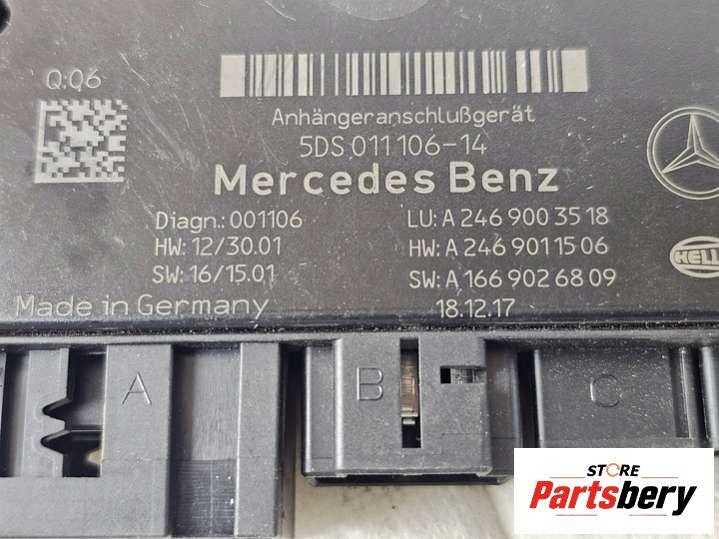 Q:Q6
Anhängeranschlußgerät
5DS 011 106-14
Mercedes Benz
Diagn.: 001106
LU: A 246 900 35 18
HW: 12/30.01
HW: A 246 901 15 06
SW: 16/15.01
SW: A 166 902 68 09
HELL
Made in Germany
18.12.17
A
B
C
STORE
Partsbery